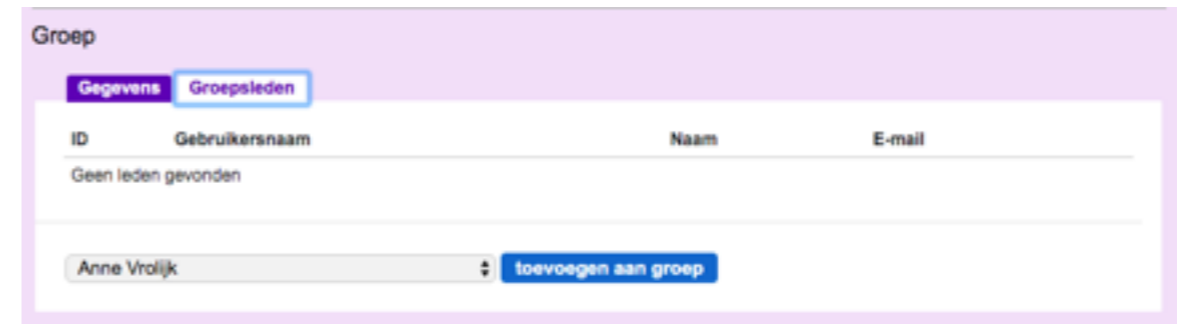 Groep
Gegevens Groepsleden
ID Gebruikersnaam Naam E-mail
Geen leden gevonden
Anne Vrolijk toevoegen aan groep